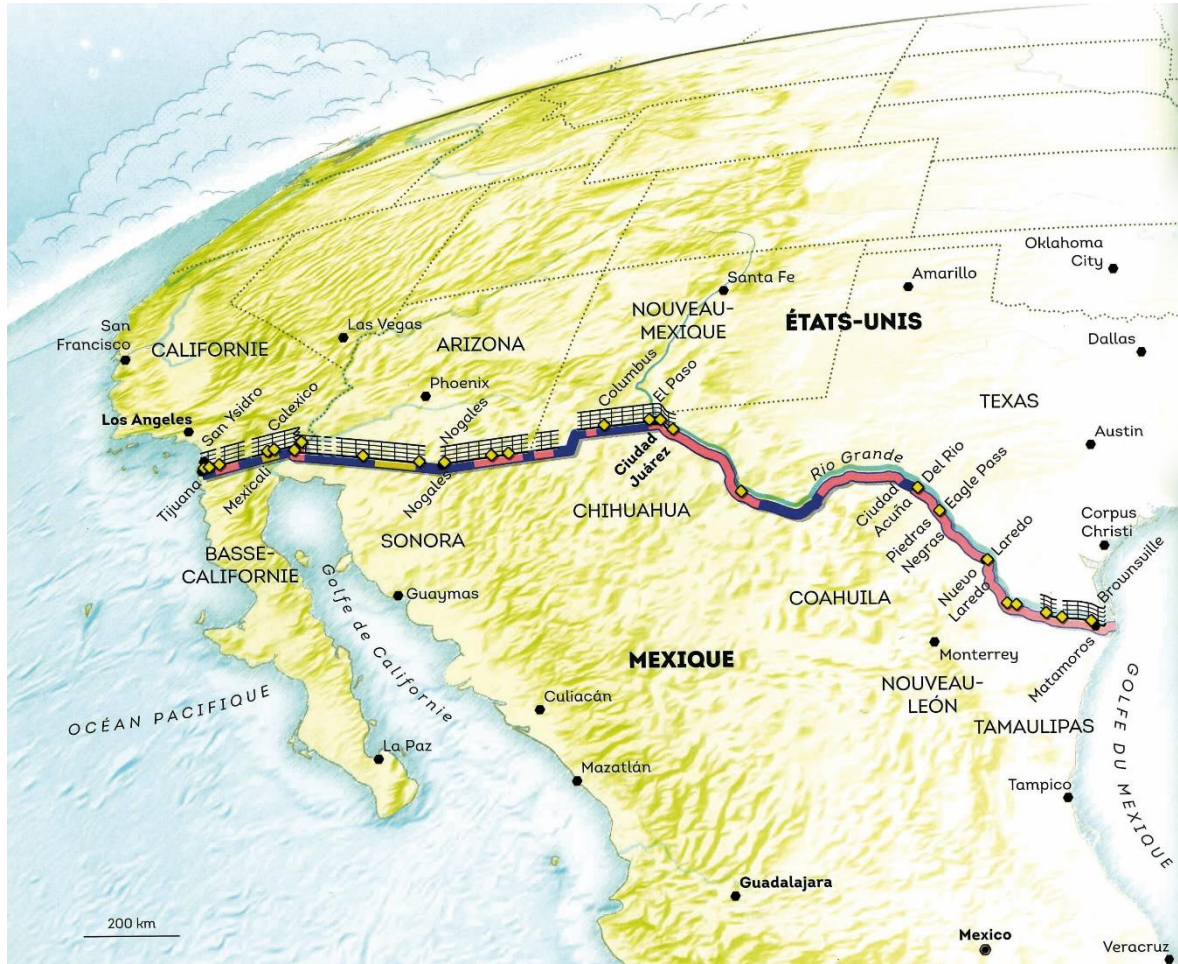 Oklahoma
City
Santa Fe
Amarillo
NOUVEAU-
MEXIQUE
ÉTATS-UNIS
San
Francisco
CALIFORNIE
Las Vegas
ARIZONA
Dallas
Columbus
El Paso
Phoenix
TEXAS
Los Angeles
San Ysidro
Calexico
Nogales
Austin
Tijuana
Mexicali
Nogales
Ciudad
Juárez
Rio Grande
Ciudad
Acuña
Del Rio
Eagle Pass
CHIHUAHUA
Piedras
Negras
Corpus
Christi
SONORA
BASSE-
CALIFORNIE
Laredo
Nuevo
Laredo
Brownsuille
Golfe de Californie
Guaymas
COAHUILA
MEXIQUE
Monterrey
Matamoros
NOUVEAU-
LEÓN
TAMAULIPAS
GOLFE DU MEXIQUE
OCÉAN PACIFIQUE
Culiacán
La Paz
Mazatlán
Tampico
Guadalajara
200 km
Mexico
Veracruz